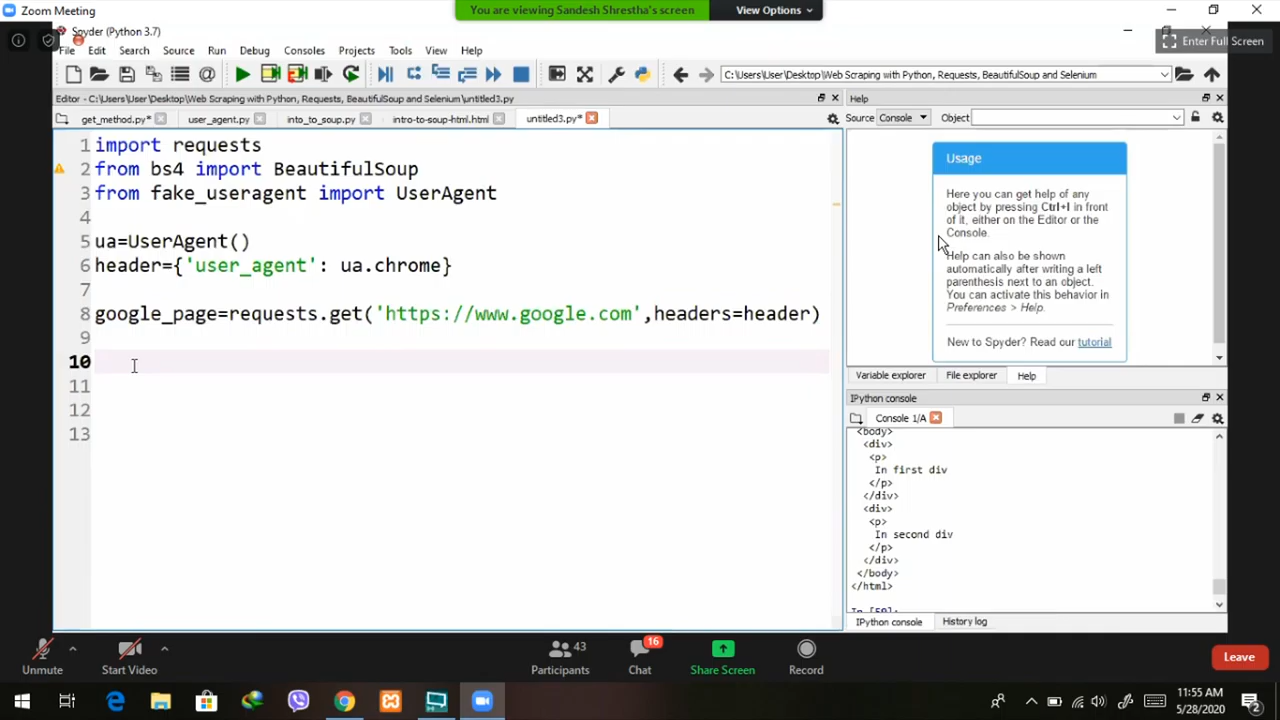 Zoom Meeting
You are viewing Sandesh Shrestha's screen
View Options
Spyder (Python 3.7)
Enter Full Screen
File Edit Search Source Run Debug Consoles Projects Tools View Help
C:\Users\User\Desktop\Web Scraping with Python, Requests, BeautifulSoup and Selenium
Editor - C:\Users\User\Desktop\Web Scraping with Python, Requests, BeautifulSoup and Selenium\untitled3.py
Help
get_method.py* user_agent.py into_to_soup.py intro-to-soup-html.html untitled3.py*
Source Console Object
1 import requests
2 from bs4 import BeautifulSoup
3 from fake_useragent import UserAgent
4
5 ua=UserAgent()
6 header={'user_agent': ua.chrome}
7
8 google_page=requests.get('https://www.google.com',headers=header)
9
10
11
12
13
Usage
Here you can get help of any
object by pressing Ctrl+I in front
of it, either on the Editor or the
Console.
Help can also be shown
automatically after writing a left
parenthesis next to an object.
You can activate this behavior in
Preferences > Help.
New to Spyder? Read our tutorial
Variable explorer File explorer Help
IPython console
Console 1/A
<body>
<div>
<p>
In first div
</p>
</div>
<div>
<p>
In second div
</p>
</div>
</body>
</html>
In [50]:
IPython console History log
Unmute
Start Video
43
Participants
16
Chat
Share Screen
Record
Leave
11:55 AM
5/28/2020
2